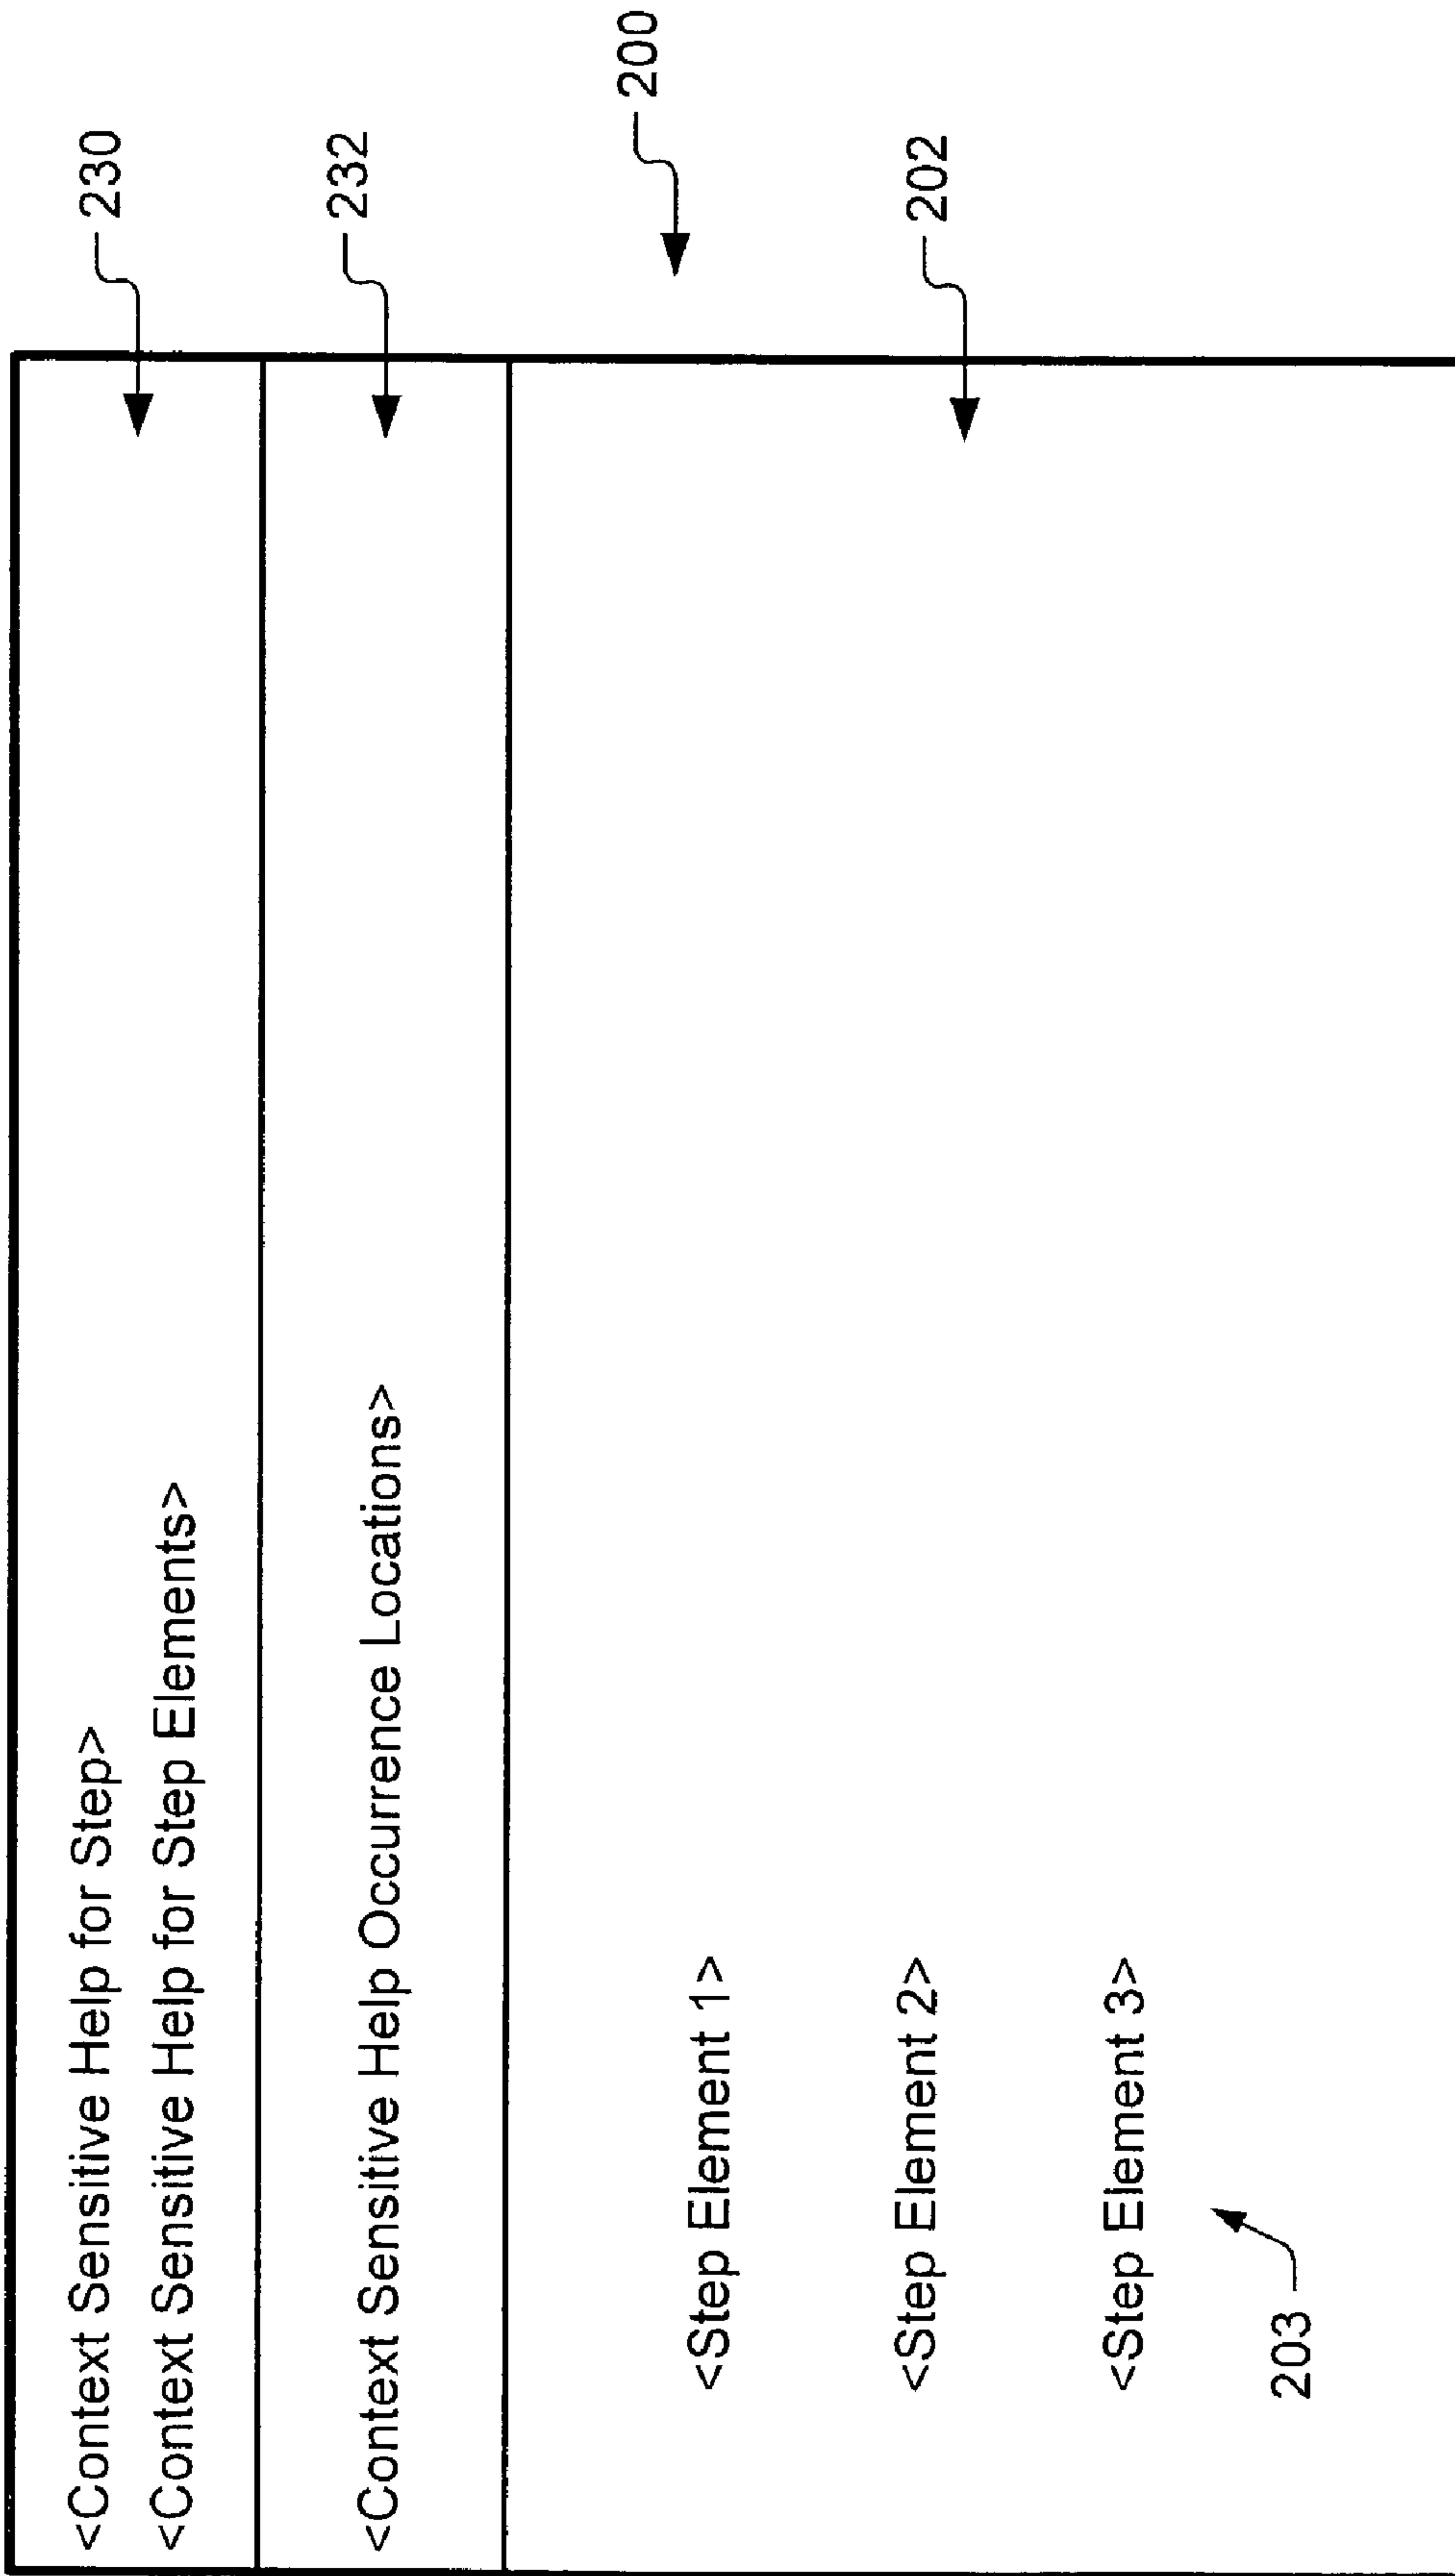 <Context Sensitive Help for Step>
<Context Sensitive Help for Step Elements>
230
<Context Sensitive Help Occurrence Locations>
232
200
<Step Element 1>
<Step Element 2>
202
<Step Element 3>
203